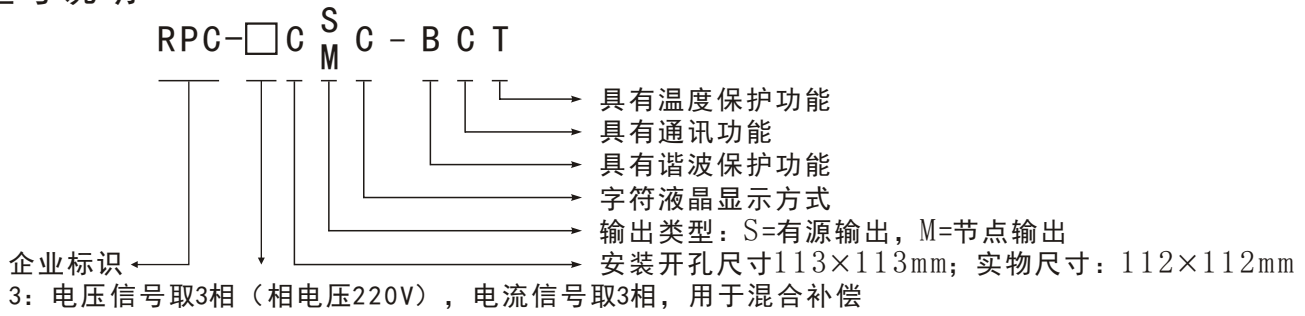 RPC-□C S/M C - B C T
具有温度保护功能
具有通讯功能
具有谐波保护功能
字符液晶显示方式
输出类型：S=有源输出，M=节点输出
企业标识 安装开孔尺寸113×113mm；实物尺寸：112×112mm
3：电压信号取3相（相电压220V），电流信号取3相，用于混合补偿